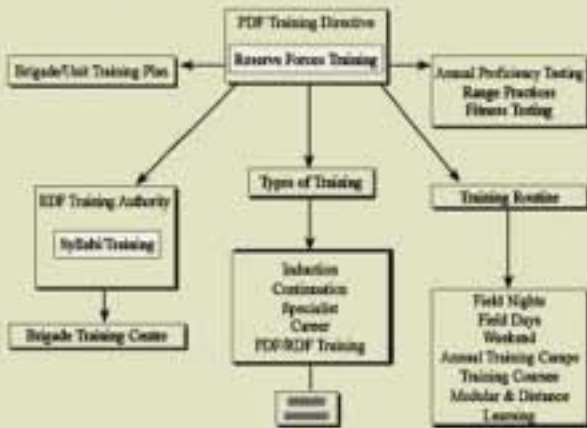 PDF Training Directive
Reserve Forces Training
Brigade/Unit Training Plan
Annual Proficiency Testing
Range Practices
Fitness Testing
RDF Training Authority
Syllabi/Training
Brigade Training Centre
Types of Training
Induction
Continuation
Specialist
Career
PDF/RDF Training
Training Routine
Field Nights
Field Days
Weekend
Annual Training Camps
Training Courses
Modular & Distance
Learning